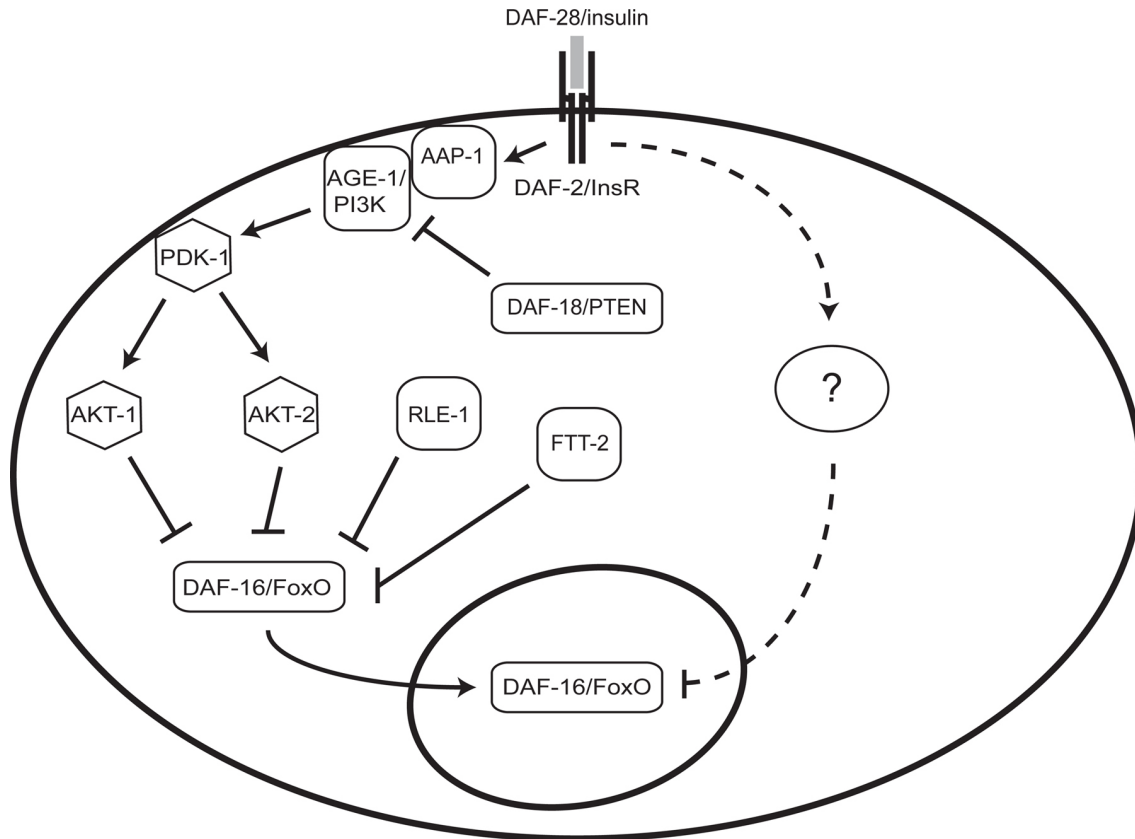 DAF-28/insulin
AAP-1
AGE-1/
PI3K
DAF-2/InsR
PDK-1
DAF-18/PTEN
?
AKT-1
AKT-2
RLE-1
FTT-2
DAF-16/FoxO
DAF-16/FoxO